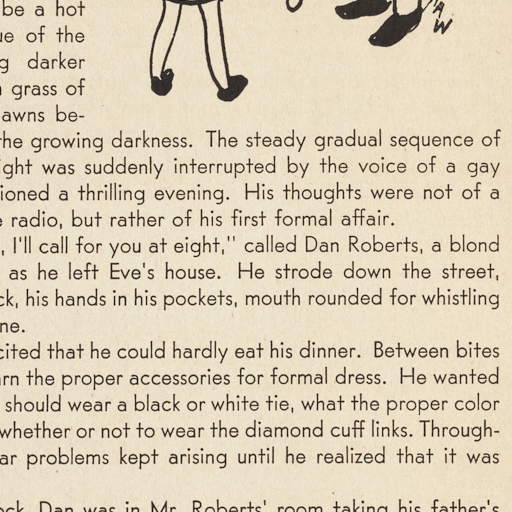 be a hot
ue of the
g darker
grass of
awns be-
the growing darkness. The steady gradual sequence of
ight was suddenly interrupted by the voice of a gay
ioned a thrilling evening. His thoughts were not of a
e radio, but rather of his first formal affair.
, I'll call for you at eight," called Dan Roberts, a blond
as he left Eve's house. He strode down the street,
ck, his hands in his pockets, mouth rounded for whistling
ne.
cited that he could hardly eat his dinner. Between bites
arn the proper accessories for formal dress. He wanted
should wear a black or white tie, what the proper color
whether or not to wear the diamond cuff links. Through-
ar problems kept arising until he realized that it was
ock, Dan was in Mr. Roberts' room taking his father's